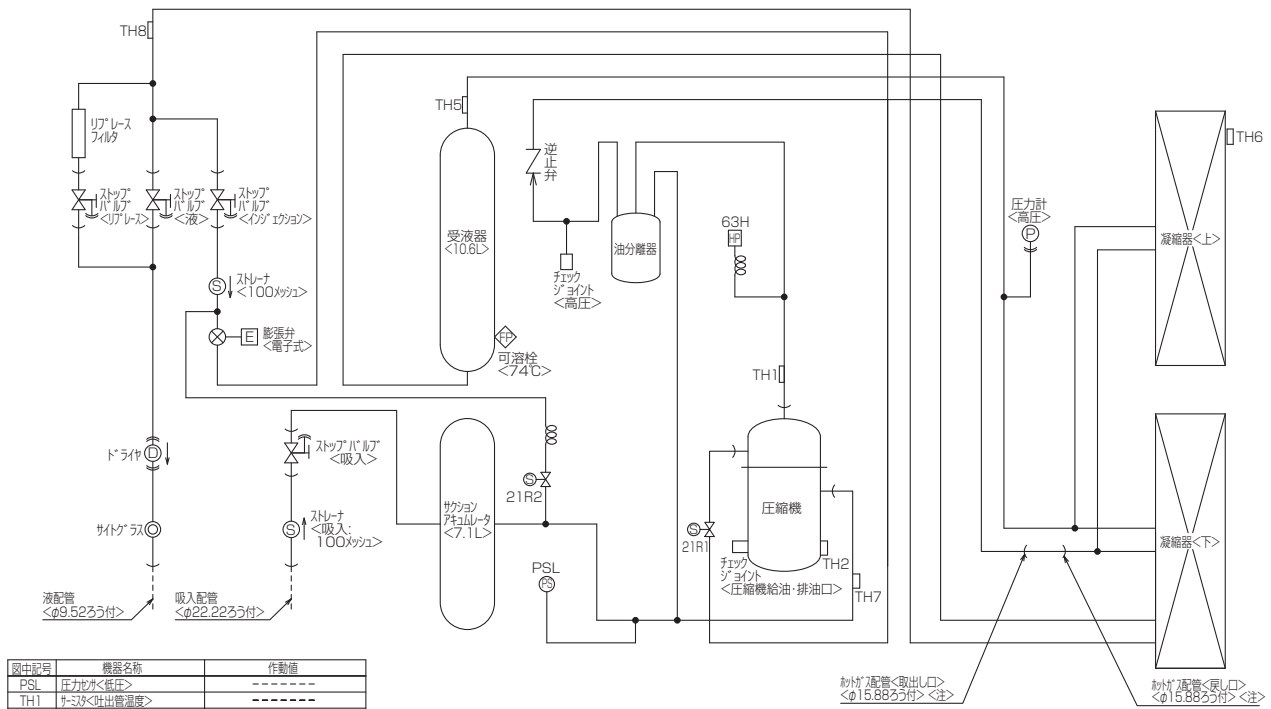 TH8
リプレース
フィルタ
ストップ
バルブ
<リプレース>
ストップ
バルブ
<液>
ストップ
バルブ
<インジェクション>
S
ストレーナ
<100メッシュ>
E
膨張弁
<電子式>
ドライヤ
D
サイトグラス
液配管
<φ9.52ろう付>
吸入配管
<φ22.22ろう付>
ストップバルブ
<吸入>
S
ストレーナ
<吸入:
100メッシュ>
TH5
受液器
<10.6L>
FP
可溶栓
<74℃>
サクション
アキュムレータ
<7.1L>
S
21R2
PSL
PS
逆
止
弁
チェック
ジョイント
<高圧>
油分離器
63H
HP
TH1
圧縮機
S
21R1
チェック
ジョイント
<圧縮機給油・排油口>
TH2
TH7
圧力計
<高圧>
P
凝縮器<上>
TH6
凝縮器<下>
ホットガス配管<取出し口>
<φ15.88ろう付> <注>
ホットガス配管<戻し口>
<φ15.88ろう付> <注>
図中記号 機器名称 作動値
PSL 圧力センサ<低圧> -------
TH1 サーミスタ<吐出管温度> -------